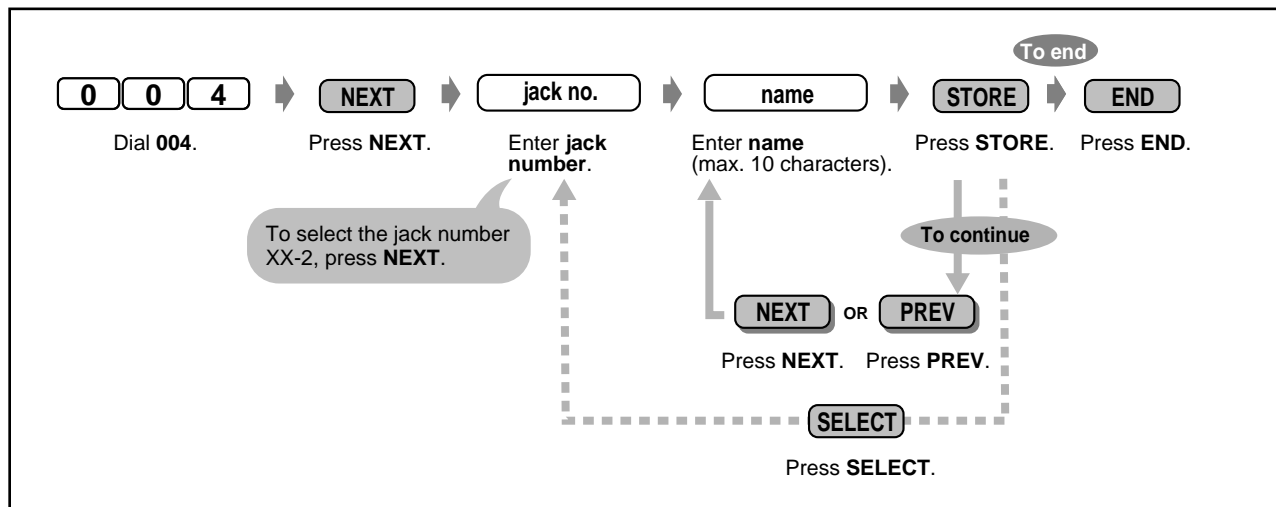 To end
0 0 4 NEXT jack no. name STORE END
Dial 004. Press NEXT. Enter jack number. Enter name (max. 10 characters). Press STORE. Press END.
To select the jack number
XX-2, press NEXT.
To continue
NEXT OR PREV
Press NEXT. Press PREV.
SELECT
Press SELECT.